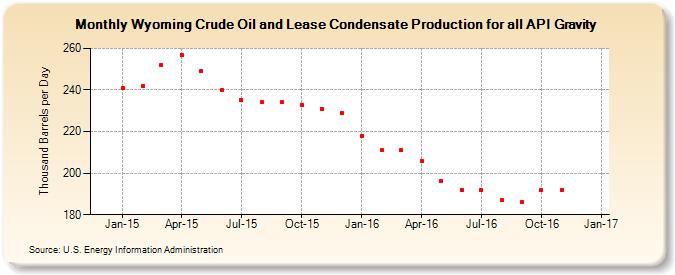 Monthly Wyoming Crude Oil and Lease Condensate Production for all API Gravity
Thousand Barrels per Day
260
240
220
200
180
Jan-15 Apr-15 Jul-15 Oct-15 Jan-16 Apr-16 Jul-16 Oct-16 Jan-17
Source: U.S. Energy Information Administration